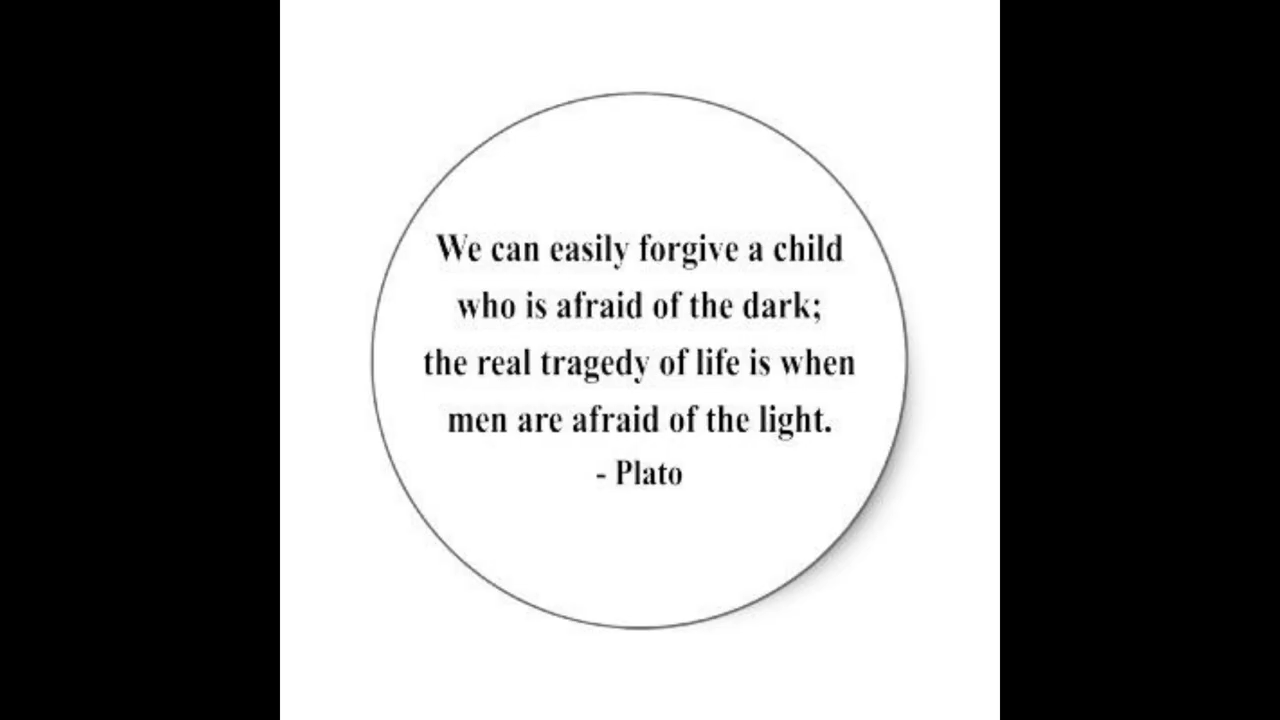 We can easily forgive a child
who is afraid of the dark;
the real tragedy of life is when
men are afraid of the light.
- Plato